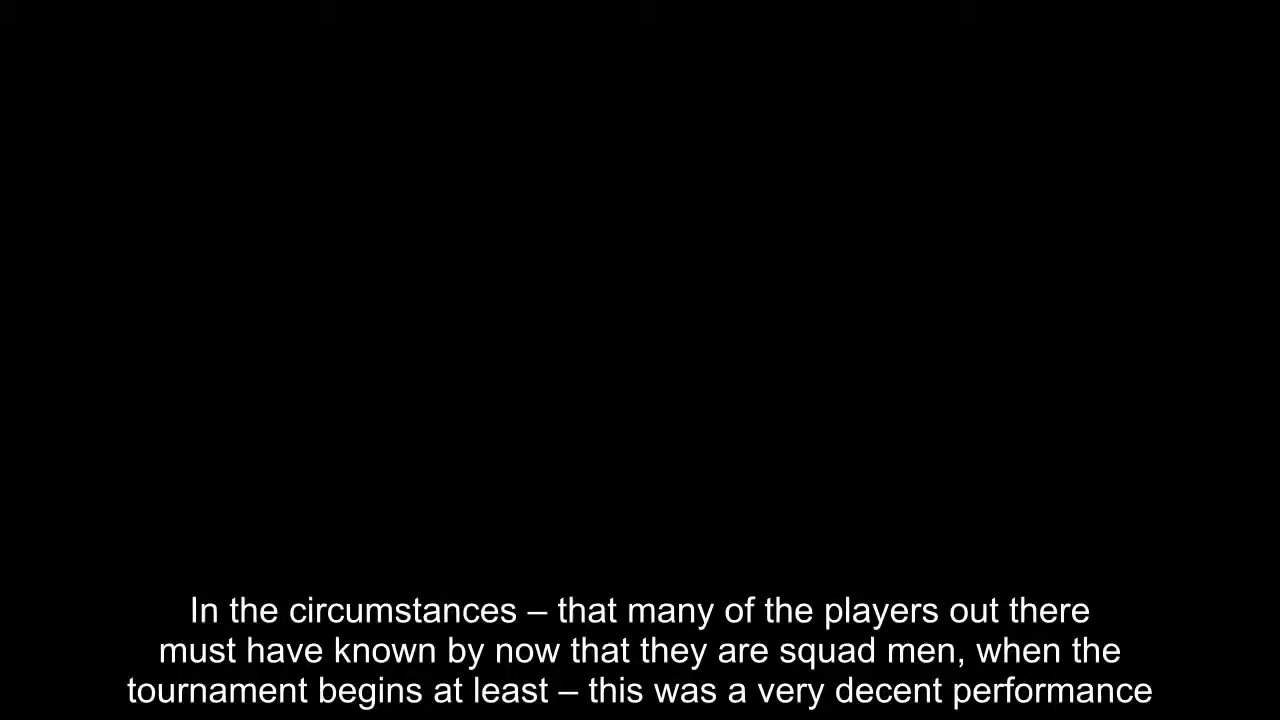 In the circumstances – that many of the players out there
must have known by now that they are squad men, when the
tournament begins at least – this was a very decent performance